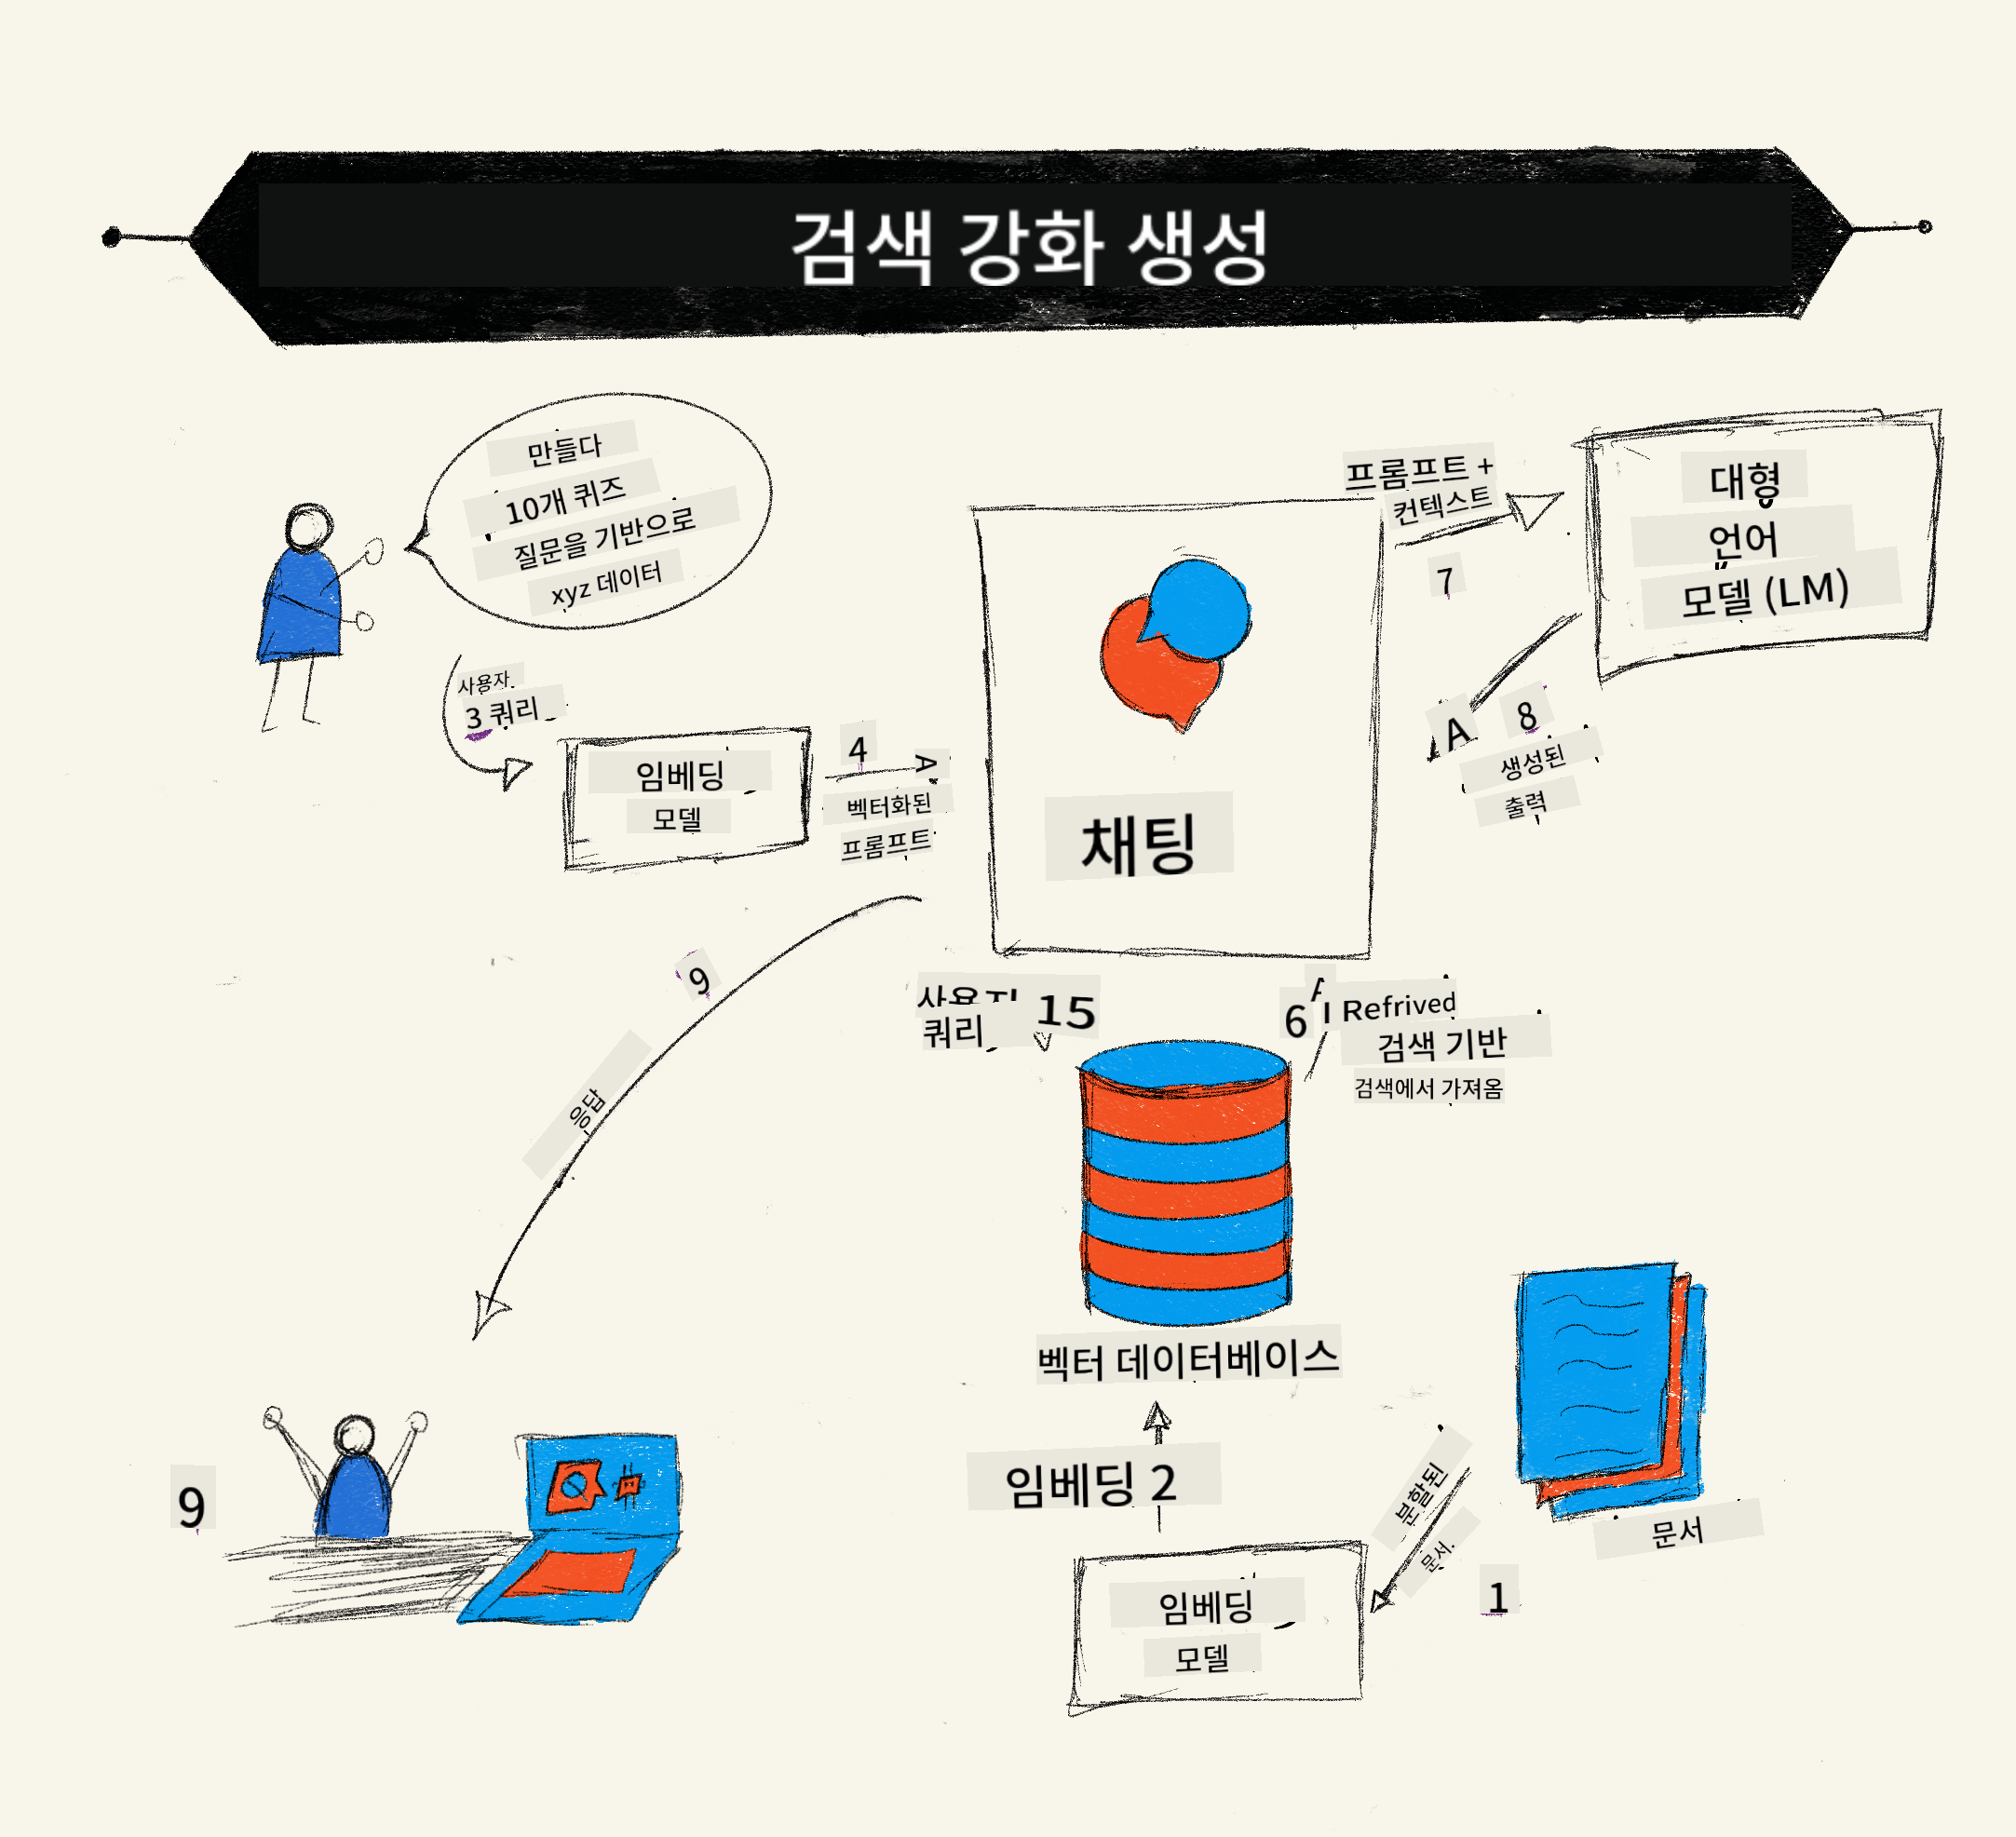 검색 강화 생성
만들다
10개 퀴즈
질문을 기반으로
xyz 데이터
사용자
3 쿼리
임베딩
모델
4
A
벡터화된
프롬프트
채팅
프롬프트 +
컨텍스트
7
대형
언어
모델 (LM)
A
8
생성된
출력
9
응답
15
쿼리
6
I Refrived
검색 기반
검색에서 가져옴
벡터 데이터베이스
임베딩 2
임베딩
모델
분할된
문서
1
문서
9